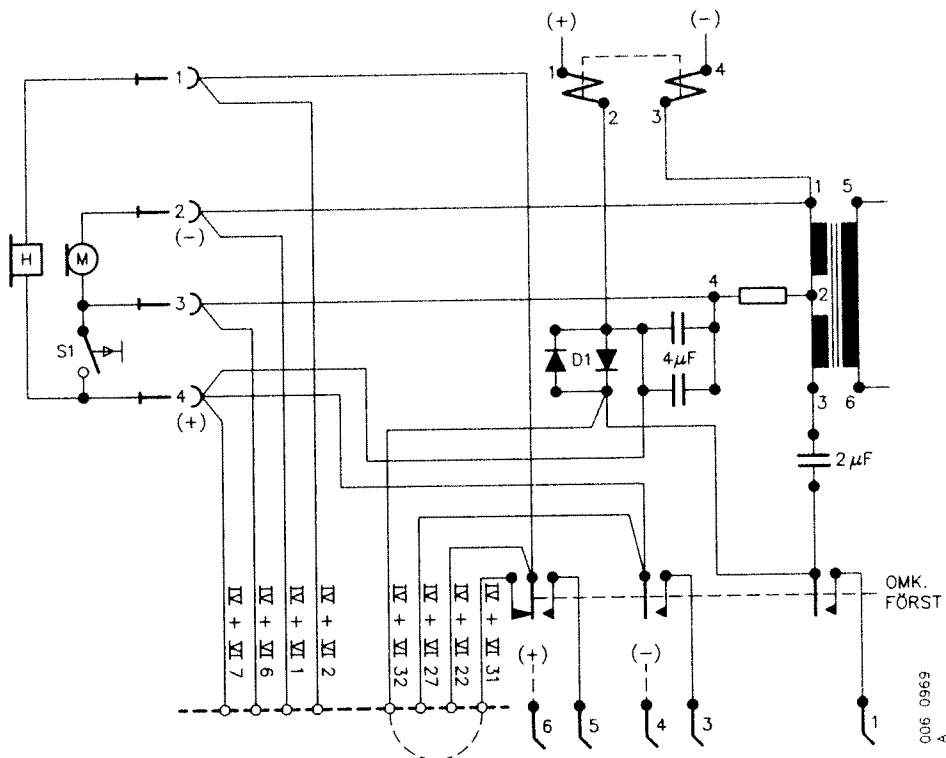 (+) (-)
1 4
1
2 3
1 5
2
(-)
H M
4
2
3
S1
D1 4µF
4
3 6
(+)
2 µF
OMK.
FÖRST
IV + VI 7
IV + VI 6
IV + VI 1
IV + VI 2
IV + VI 32
IV + VI 27
IV + VI 22
IV + VI 31
(+) (-)
6 5 4 3 1
006 0969
A